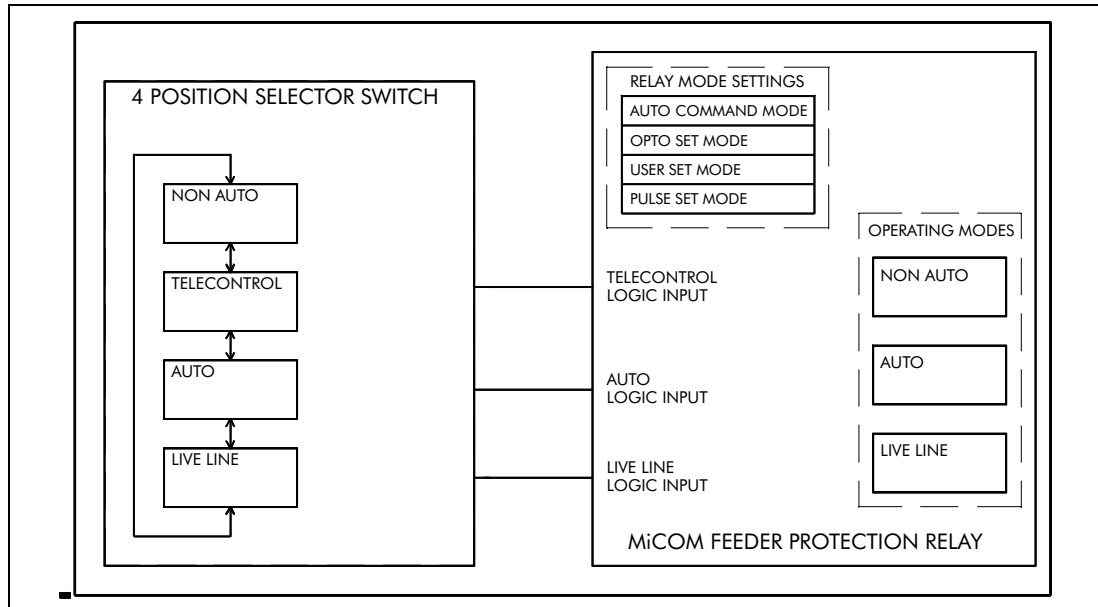 4 POSITION SELECTOR SWITCH
NON AUTO
TELECONTROL
AUTO
LIVE LINE
RELAY MODE SETTINGS
AUTO COMMAND MODE
OPTO SET MODE
USER SET MODE
PULSE SET MODE
TELECONTROL
LOGIC INPUT
AUTO
LOGIC INPUT
LIVE LINE
LOGIC INPUT
OPERATING MODES
NON AUTO
AUTO
LIVE LINE
MiCOM FEEDER PROTECTION RELAY